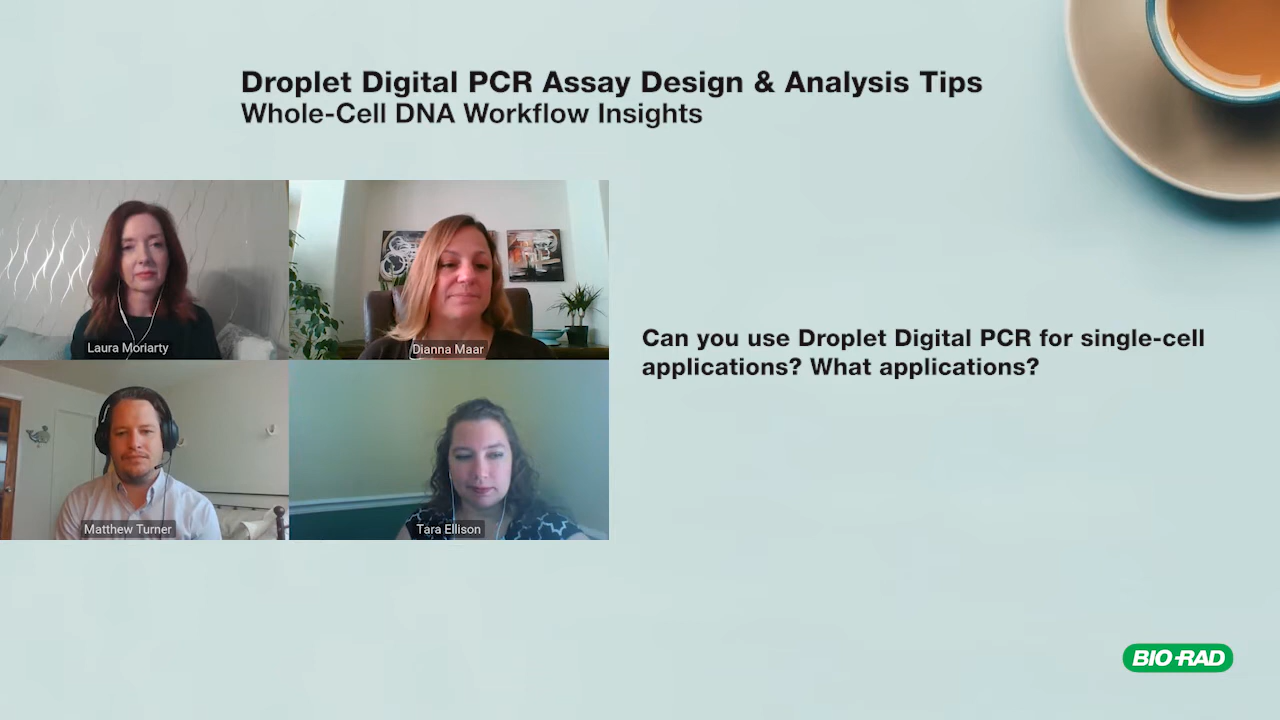 Droplet Digital PCR Assay Design & Analysis Tips
Whole-Cell DNA Workflow Insights
Laura Moriarty
Dianna Maar
Matthew Turner
Tara Ellison
Can you use Droplet Digital PCR for single-cell
applications? What applications?
BIO-RAD